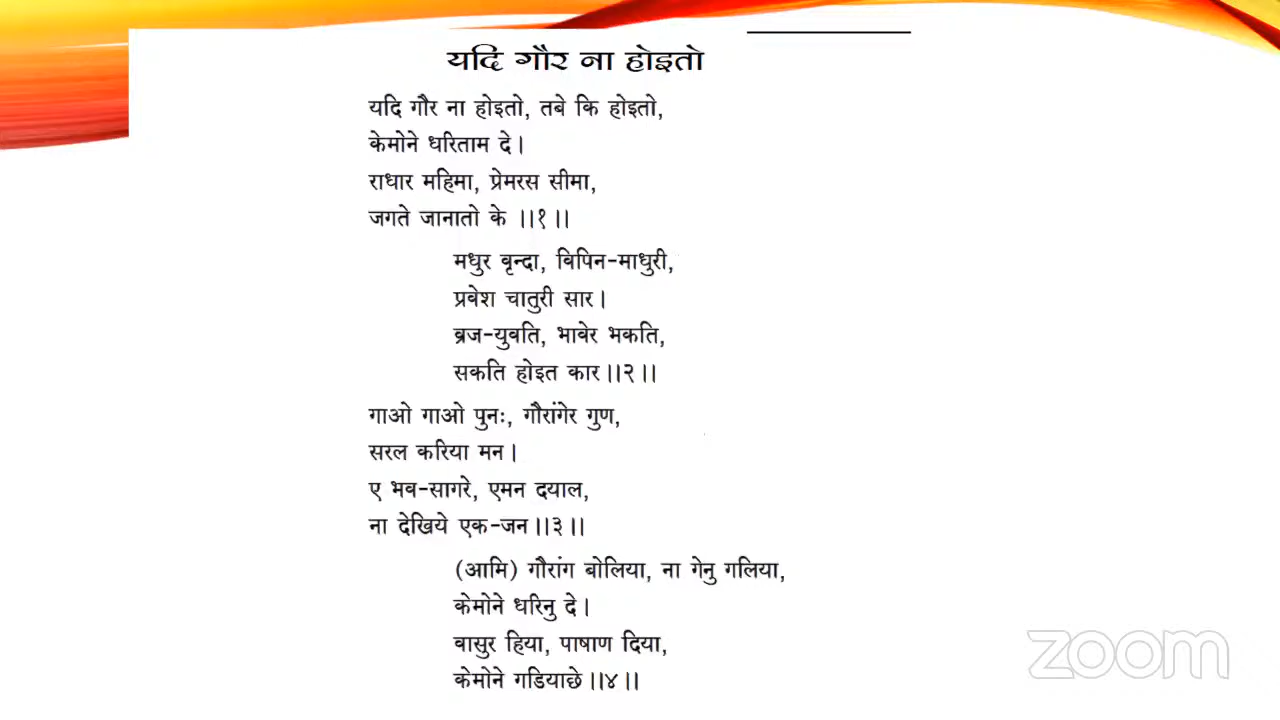 यदि गौर ना होइतो
यदि गौर ना होइतो, तबे कि होइतो,
केमोने धरिताम दे।
राधार महिमा, प्रेमरस सीमा,
जगते जानातो के ।।१।।
मधुर बृन्दा, विपिन-माधुरी,
प्रवेश चातुरी सार।
ब्रज-युवति, भावेर भकति,
सकति होइत कार।।२।।
गाओ गाओ पुनः, गौरांगेर गुण,
सरल करिया मन।
ए भव-सागरे, एमन दयाल,
ना देखिये एक-जन।।३।।
(आमि) गौरांग बोलिया, ना गेनु गलिया,
केमोने धरिनु दे।
वासुर हिया, पाषाण दिया,
केमोने गडियाछे।।४।।
zoom